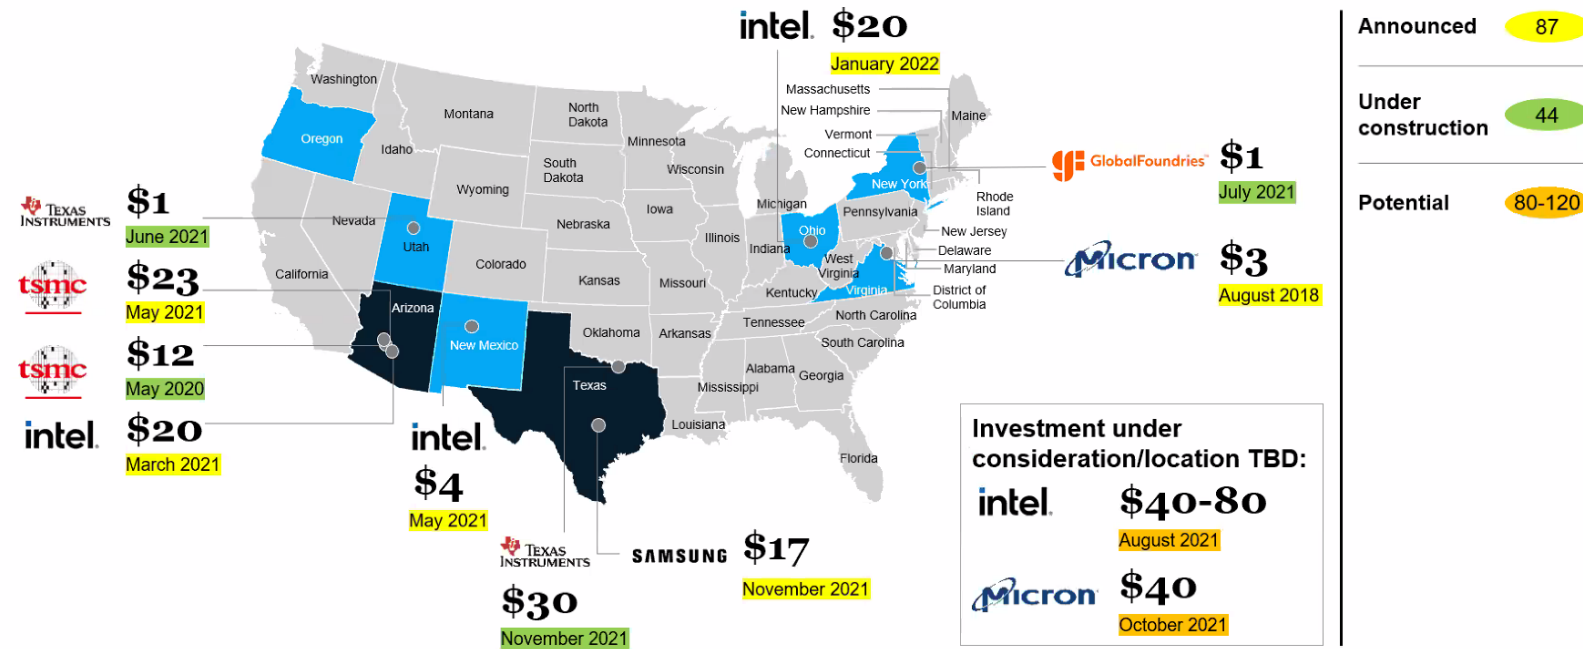 intel.
$20
January 2022
Massachusetts
New Hampshire
Vermont
Connecticut
Maine
Washington
Montana
North
Dakota
Minnesota
Oregon
Idaho
South
Dakota
Wisconsin
Wyoming
Michigan
New York
Rhode
Island
Iowa
Nebraska
Pennsylvania
Nevada
Illinois
Indiana
Ohio
New Jersey
Utah
Delaware
Colorado
West
Virginia
Maryland
California
Kansas
Missouri
Kentucky
Virginia
District of
Columbia
Arizona
Tennessee
North Carolina
Oklahoma
Arkansas
New Mexico
South Carolina
Alabama
Georgia
Texas
Mississippi
Louisiana
Florida
TEXAS
INSTRUMENTS
$1
June 2021
tsmc
$23
May 2021
tsmc
$12
May 2020
intel.
$20
March 2021
intel.
$4
May 2021
TEXAS
INSTRUMENTS
$30
November 2021
SAMSUNG
$17
November 2021
GlobalFoundries™
$1
July 2021
Micron
$3
August 2018
Investment under
consideration/location TBD:
intel.
$40-80
August 2021
Micron
$40
October 2021
Announced
87
Under
construction
44
Potential
80-120